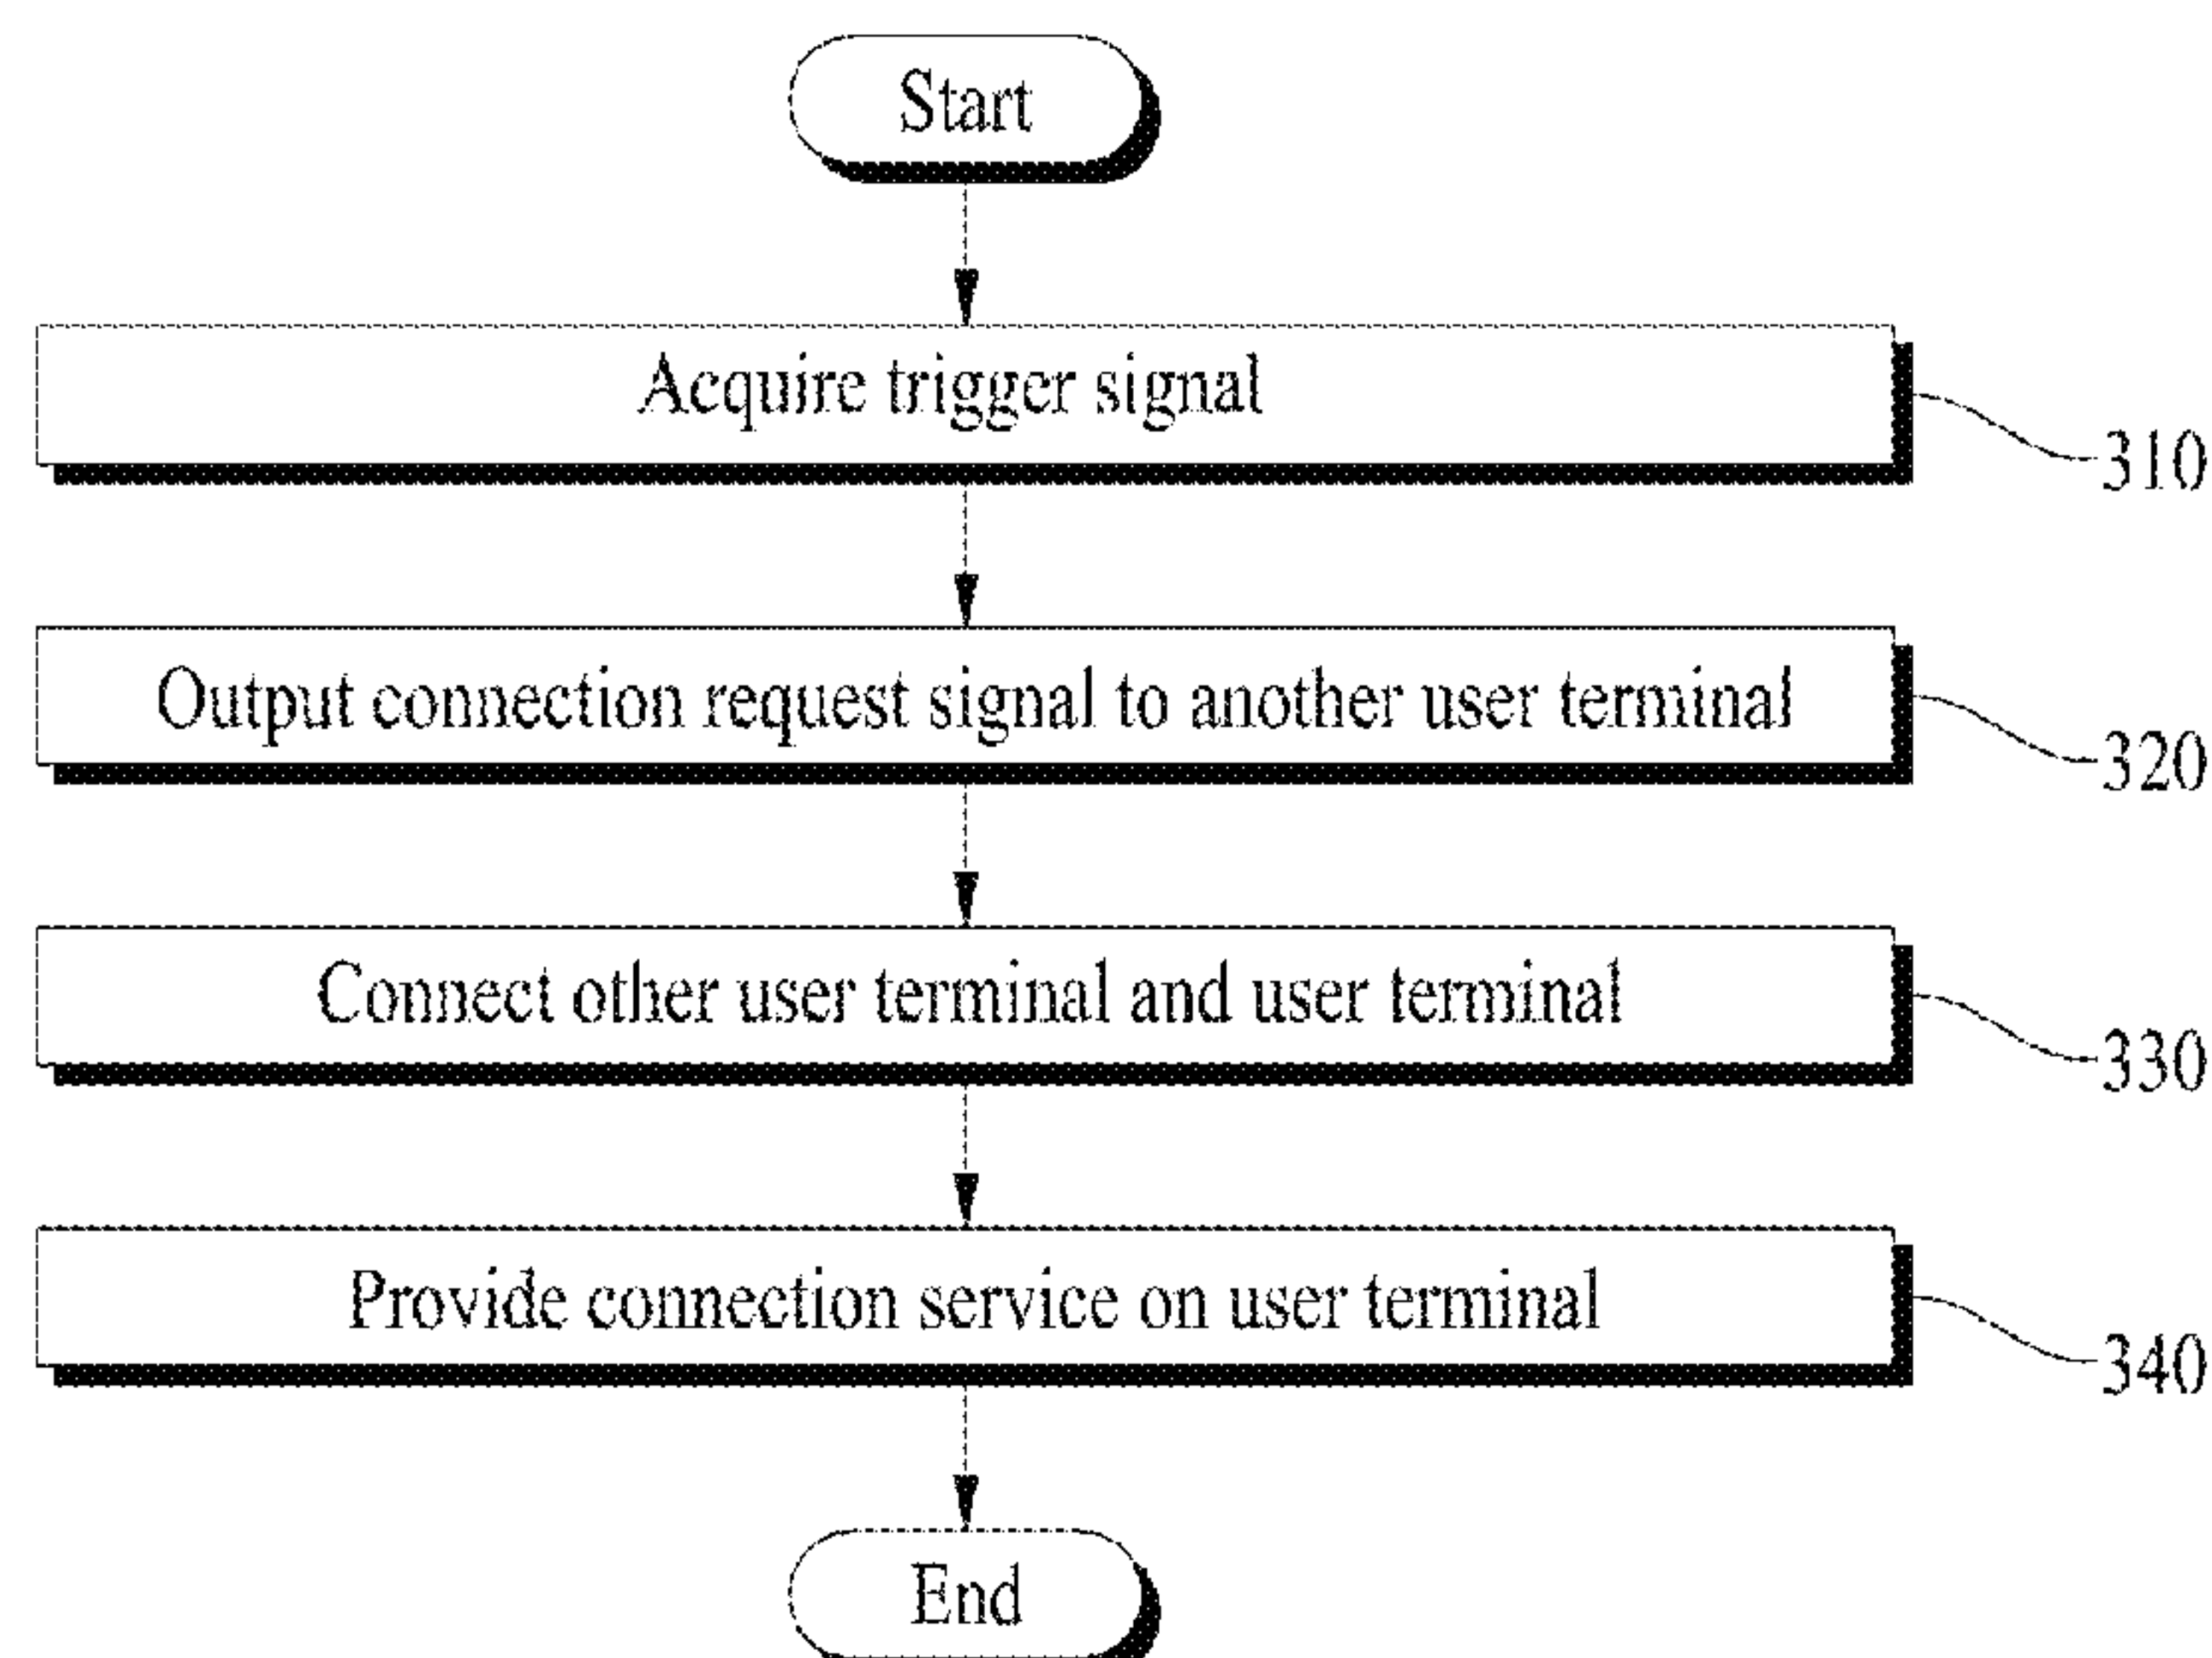 Start
Acquire trigger signal
310
Output connection request signal to another user terminal
320
Connect other user terminal and user terminal
330
Provide connection service on user terminal
340
End